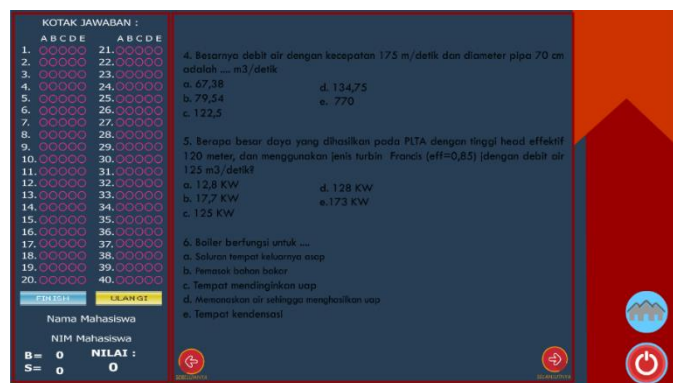 KOTAK JAWABAN :
A B C D E A B C D E
1. 21.
2. 22.
3. 23.
4. 24.
5. 25.
6. 26.
7. 27.
8. 28.
9. 29.
10. 30.
11. 31.
12. 32.
13. 33.
14. 34.
15. 35.
16. 36.
17. 37.
18. 38.
19. 39.
20. 40.
FINISH ULANGI
Nama Mahasiswa
NIM Mahasiswa
B= 0 NILAI :
S= 0 0
4. Besarnya debit air dengan kecepatan 175 m/detik dan diameter pipa 70 cm
adalah .... m3/detik
a. 67,38 d. 134,75
b. 79,54 e. 770
c. 122,5
5. Berapa besar daya yang dihasilkan pada PLTA dengan tinggi head effektif
120 meter, dan menggunakan jenis turbin Francis (eff=0,85) (dengan debit air
125 m3/detik?
a. 12,8 KW d. 128 KW
b. 17,7 KW e.173 KW
c. 125 KW
6. Boiler berfungsi untuk ....
a. Saluran tempat keluarnya asap
b. Pemasok bahan bakar
c. Tempat mendinginkan uap
d. Memanaskan air sehingga menghasilkan uap
e. Tempat kendensasi
SEBELUMNYA SELANJUTNYA